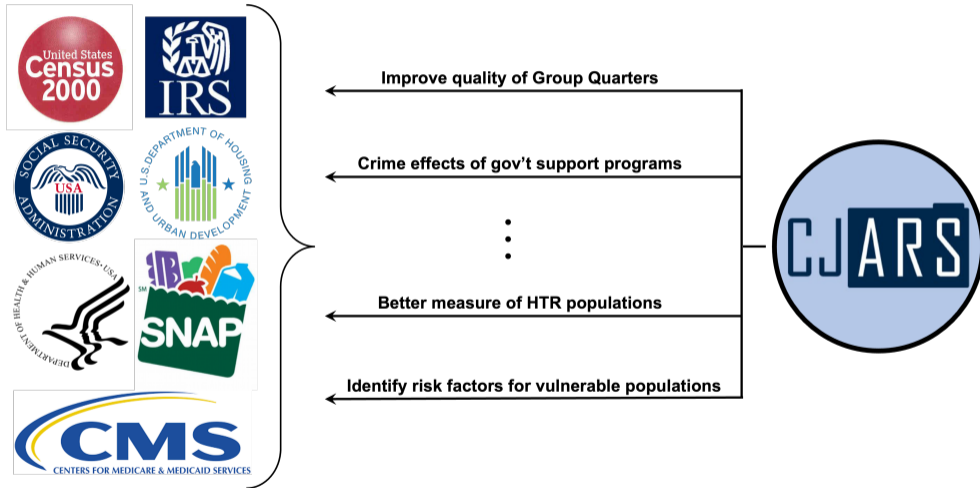 United States
Census
2000
IRS
SOCIAL SECURITY
ADMINISTRATION
USA
U.S.DEPARTMENT OF HOUSING
AND URBAN DEVELOPMENT
DEPARTMENT OF HEALTH & HUMAN SERVICES • USA
SM
SNAP
CMS
CENTERS FOR MEDICARE & MEDICAID SERVICES
Improve quality of Group Quarters
Crime effects of gov't support programs
Better measure of HTR populations
Identify risk factors for vulnerable populations
CJARS